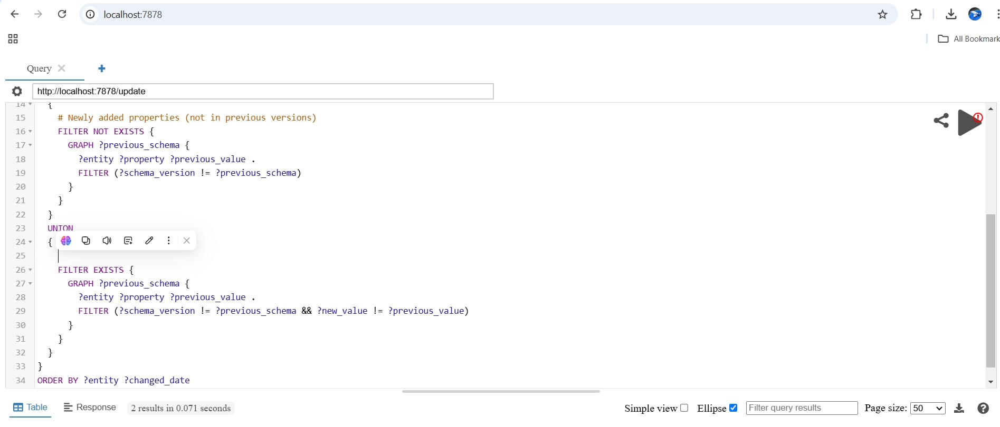 localhost:7878
All Bookmark
Query
http://localhost:7878/update
14 {
15 # Newly added properties (not in previous versions)
16 FILTER NOT EXISTS {
17 GRAPH ?previous_schema {
18 ?entity ?property ?previous_value .
19 FILTER (?schema_version != ?previous_schema)
20 }
21 }
22 }
23 UNION
24 {
25
26 FILTER EXISTS {
27 GRAPH ?previous_schema {
28 ?entity ?property ?previous_value .
29 FILTER (?schema_version != ?previous_schema && ?new_value != ?previous_value)
30 }
31 }
32 }
33 }
34 ORDER BY ?entity ?changed_date
Table Response 2 results in 0.071 seconds Simple view Ellipse Filter query results Page size: 50